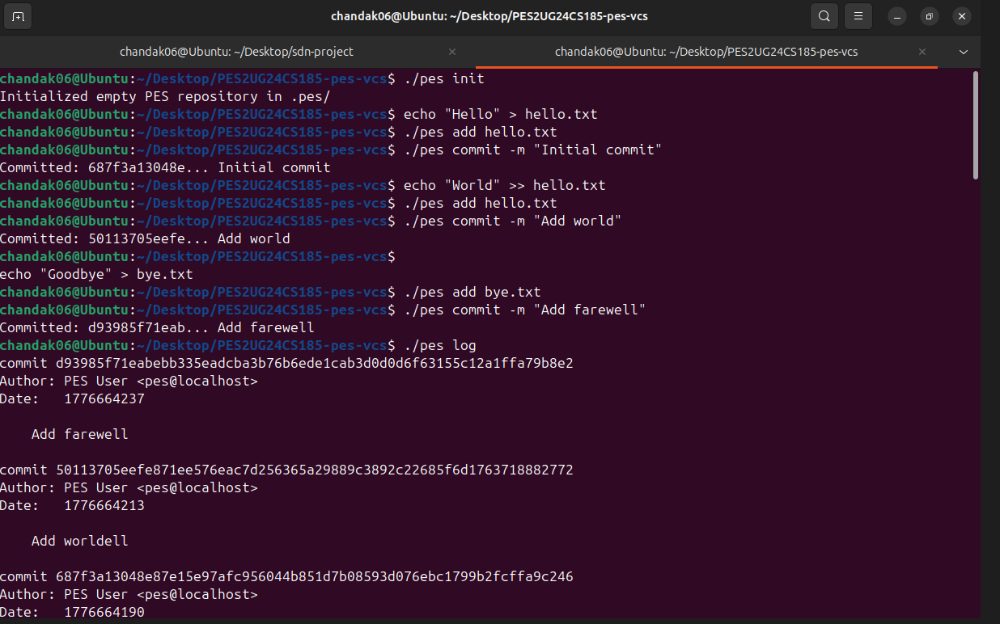 chandak06@Ubuntu: ~/Desktop/PES2UG24CS185-pes-vcs
chandak06@Ubuntu: ~/Desktop/sdn-project
chandak06@Ubuntu: ~/Desktop/PES2UG24CS185-pes-vcs
chandak06@Ubuntu:~/Desktop/PES2UG24CS185-pes-vcs$ ./pes init
Initialized empty PES repository in .pes/
chandak06@Ubuntu:~/Desktop/PES2UG24CS185-pes-vcs$ echo "Hello" > hello.txt
chandak06@Ubuntu:~/Desktop/PES2UG24CS185-pes-vcs$ ./pes add hello.txt
chandak06@Ubuntu:~/Desktop/PES2UG24CS185-pes-vcs$ ./pes commit -m "Initial commit"
Committed: 687f3a13048e... Initial commit
chandak06@Ubuntu:~/Desktop/PES2UG24CS185-pes-vcs$ echo "World" >> hello.txt
chandak06@Ubuntu:~/Desktop/PES2UG24CS185-pes-vcs$ ./pes add hello.txt
chandak06@Ubuntu:~/Desktop/PES2UG24CS185-pes-vcs$ ./pes commit -m "Add world"
Committed: 50113705eefe... Add world
chandak06@Ubuntu:~/Desktop/PES2UG24CS185-pes-vcs$
echo "Goodbye" > bye.txt
chandak06@Ubuntu:~/Desktop/PES2UG24CS185-pes-vcs$ ./pes add bye.txt
chandak06@Ubuntu:~/Desktop/PES2UG24CS185-pes-vcs$ ./pes commit -m "Add farewell"
Committed: d93985f71eab... Add farewell
chandak06@Ubuntu:~/Desktop/PES2UG24CS185-pes-vcs$ ./pes log
commit d93985f71eabebb335eadcba3b76b6ede1cab3d0d0d6f63155c12a1ffa79b8e2
Author: PES User <pes@localhost>
Date:   1776664237
    Add farewell
commit 50113705eefe871ee576eac7d256365a29889c3892c22685f6d1763718882772
Author: PES User <pes@localhost>
Date:   1776664213
    Add worldell
commit 687f3a13048e87e15e97afc956044b851d7b08593d076ebc1799b2fcffa9c246
Author: PES User <pes@localhost>
Date:   1776664190